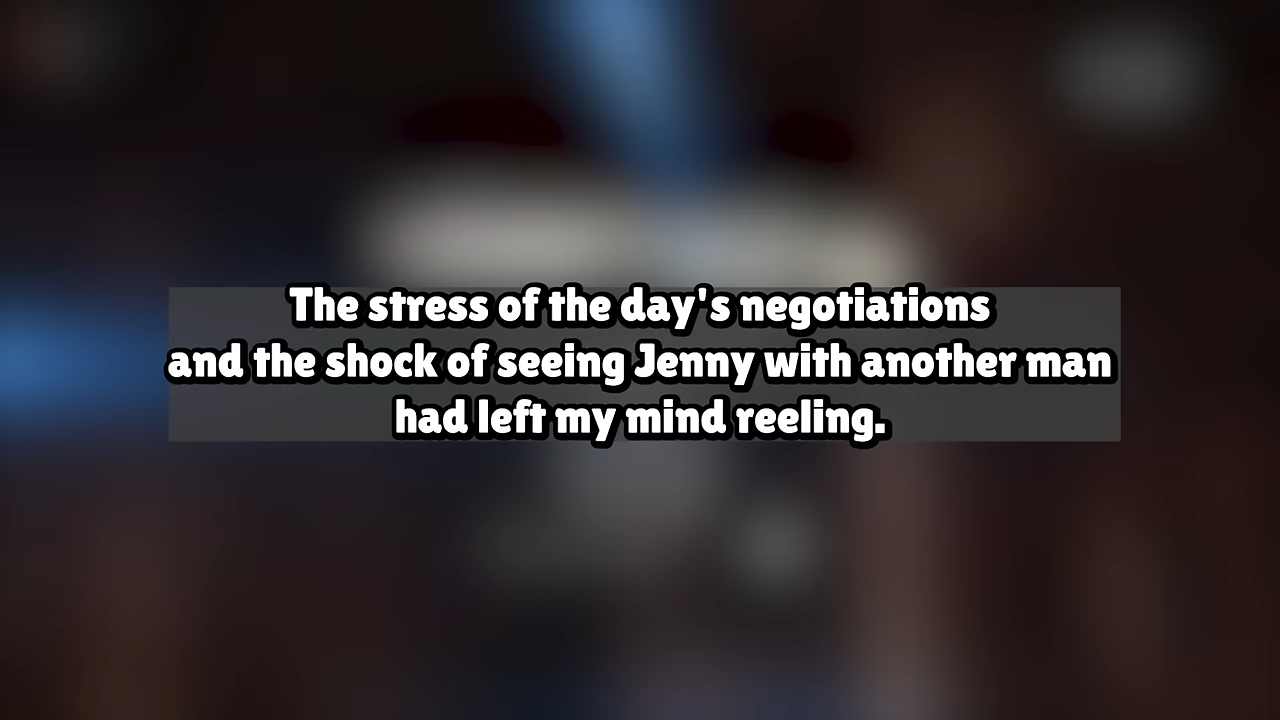 The stress of the day's negotiations
and the shock of seeing Jenny with another man
had left my mind reeling.